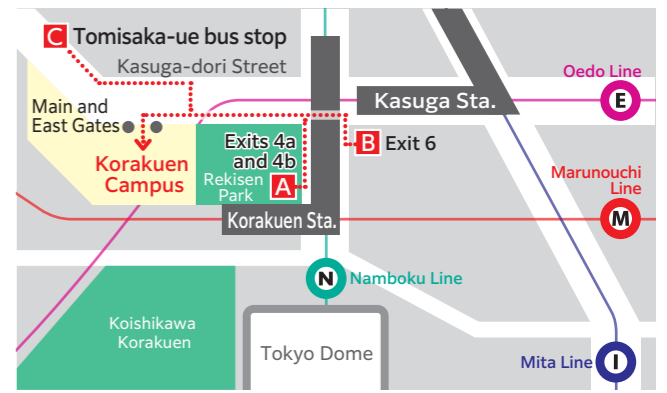 C Tomisaka-ue bus stop
Kasuga-dori Street
Oedo Line
E
Kasuga Sta.
Main and
East Gates
Exits 4a
and 4b
B Exit 6
Korakuen
Campus
Rekisen
Park
A
Marunouchi
Line
M
Korakuen Sta.
N Namboku Line
Koishikawa
Korakuen
Tokyo Dome
Mita Line I